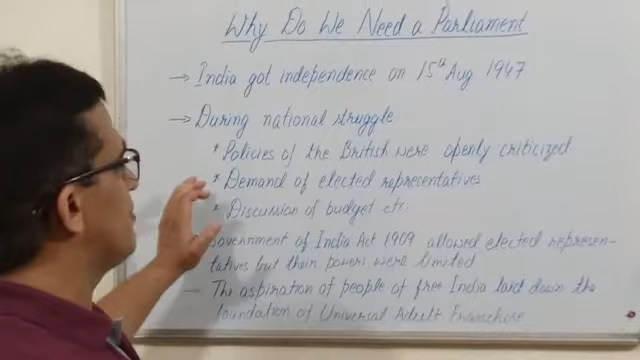 Why Do We Need a Parliament
→ India got independence on 15th Aug 1947
→ During national struggle
* Policies of the British were openly criticized
* Demand of elected representatives
* Discussion of budget etc.
Government of India Act 1909 allowed elected represen-
tatives but their powers were limited
→ The aspiration of people of free India laid down the
foundation of Universal Adult Franchise